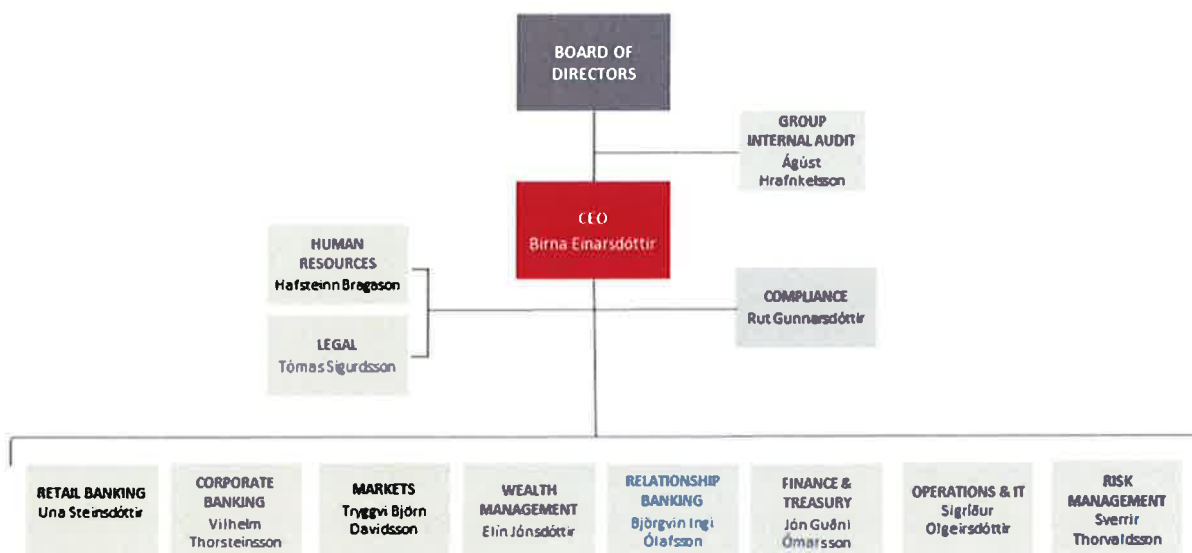 BOARD OF
DIRECTORS
GROUP
INTERNAL AUDIT
Ágúst
Hrafnkelsson
CEO
Birna Einarsdóttir
HUMAN
RESOURCES
Hafsteinn Bragason
COMPLIANCE
Rut Gunnarsdóttir
LEGAL
Tómas Sigurdsson
RETAIL BANKING
Una Steinsdóttir
CORPORATE
BANKING
Vilhelm
Thorsteinsson
MARKETS
Tryggvi Björn
Davidsson
WEALTH
MANAGEMENT
Elín Jónsdóttir
RELATIONSHIP
BANKING
Björgvin Ingi
Ólafsson
FINANCE &
TREASURY
Jón Guðni
Ómarsson
OPERATIONS & IT
Sigríður
Olgeirsdóttir
RISK
MANAGEMENT
Sverrir
Thorvaldsson